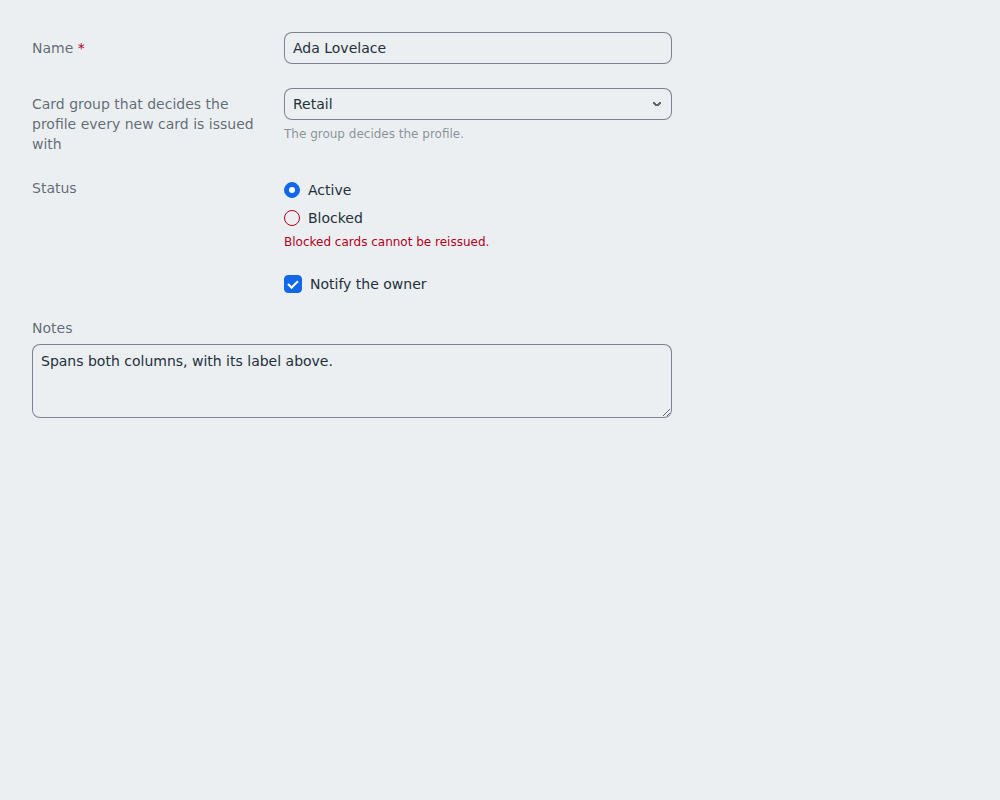 Name *
Ada Lovelace
Card group that decides the
profile every new card is issued
with
Retail
The group decides the profile.
Status
Active
Blocked
Blocked cards cannot be reissued.
Notify the owner
Notes
Spans both columns, with its label above.